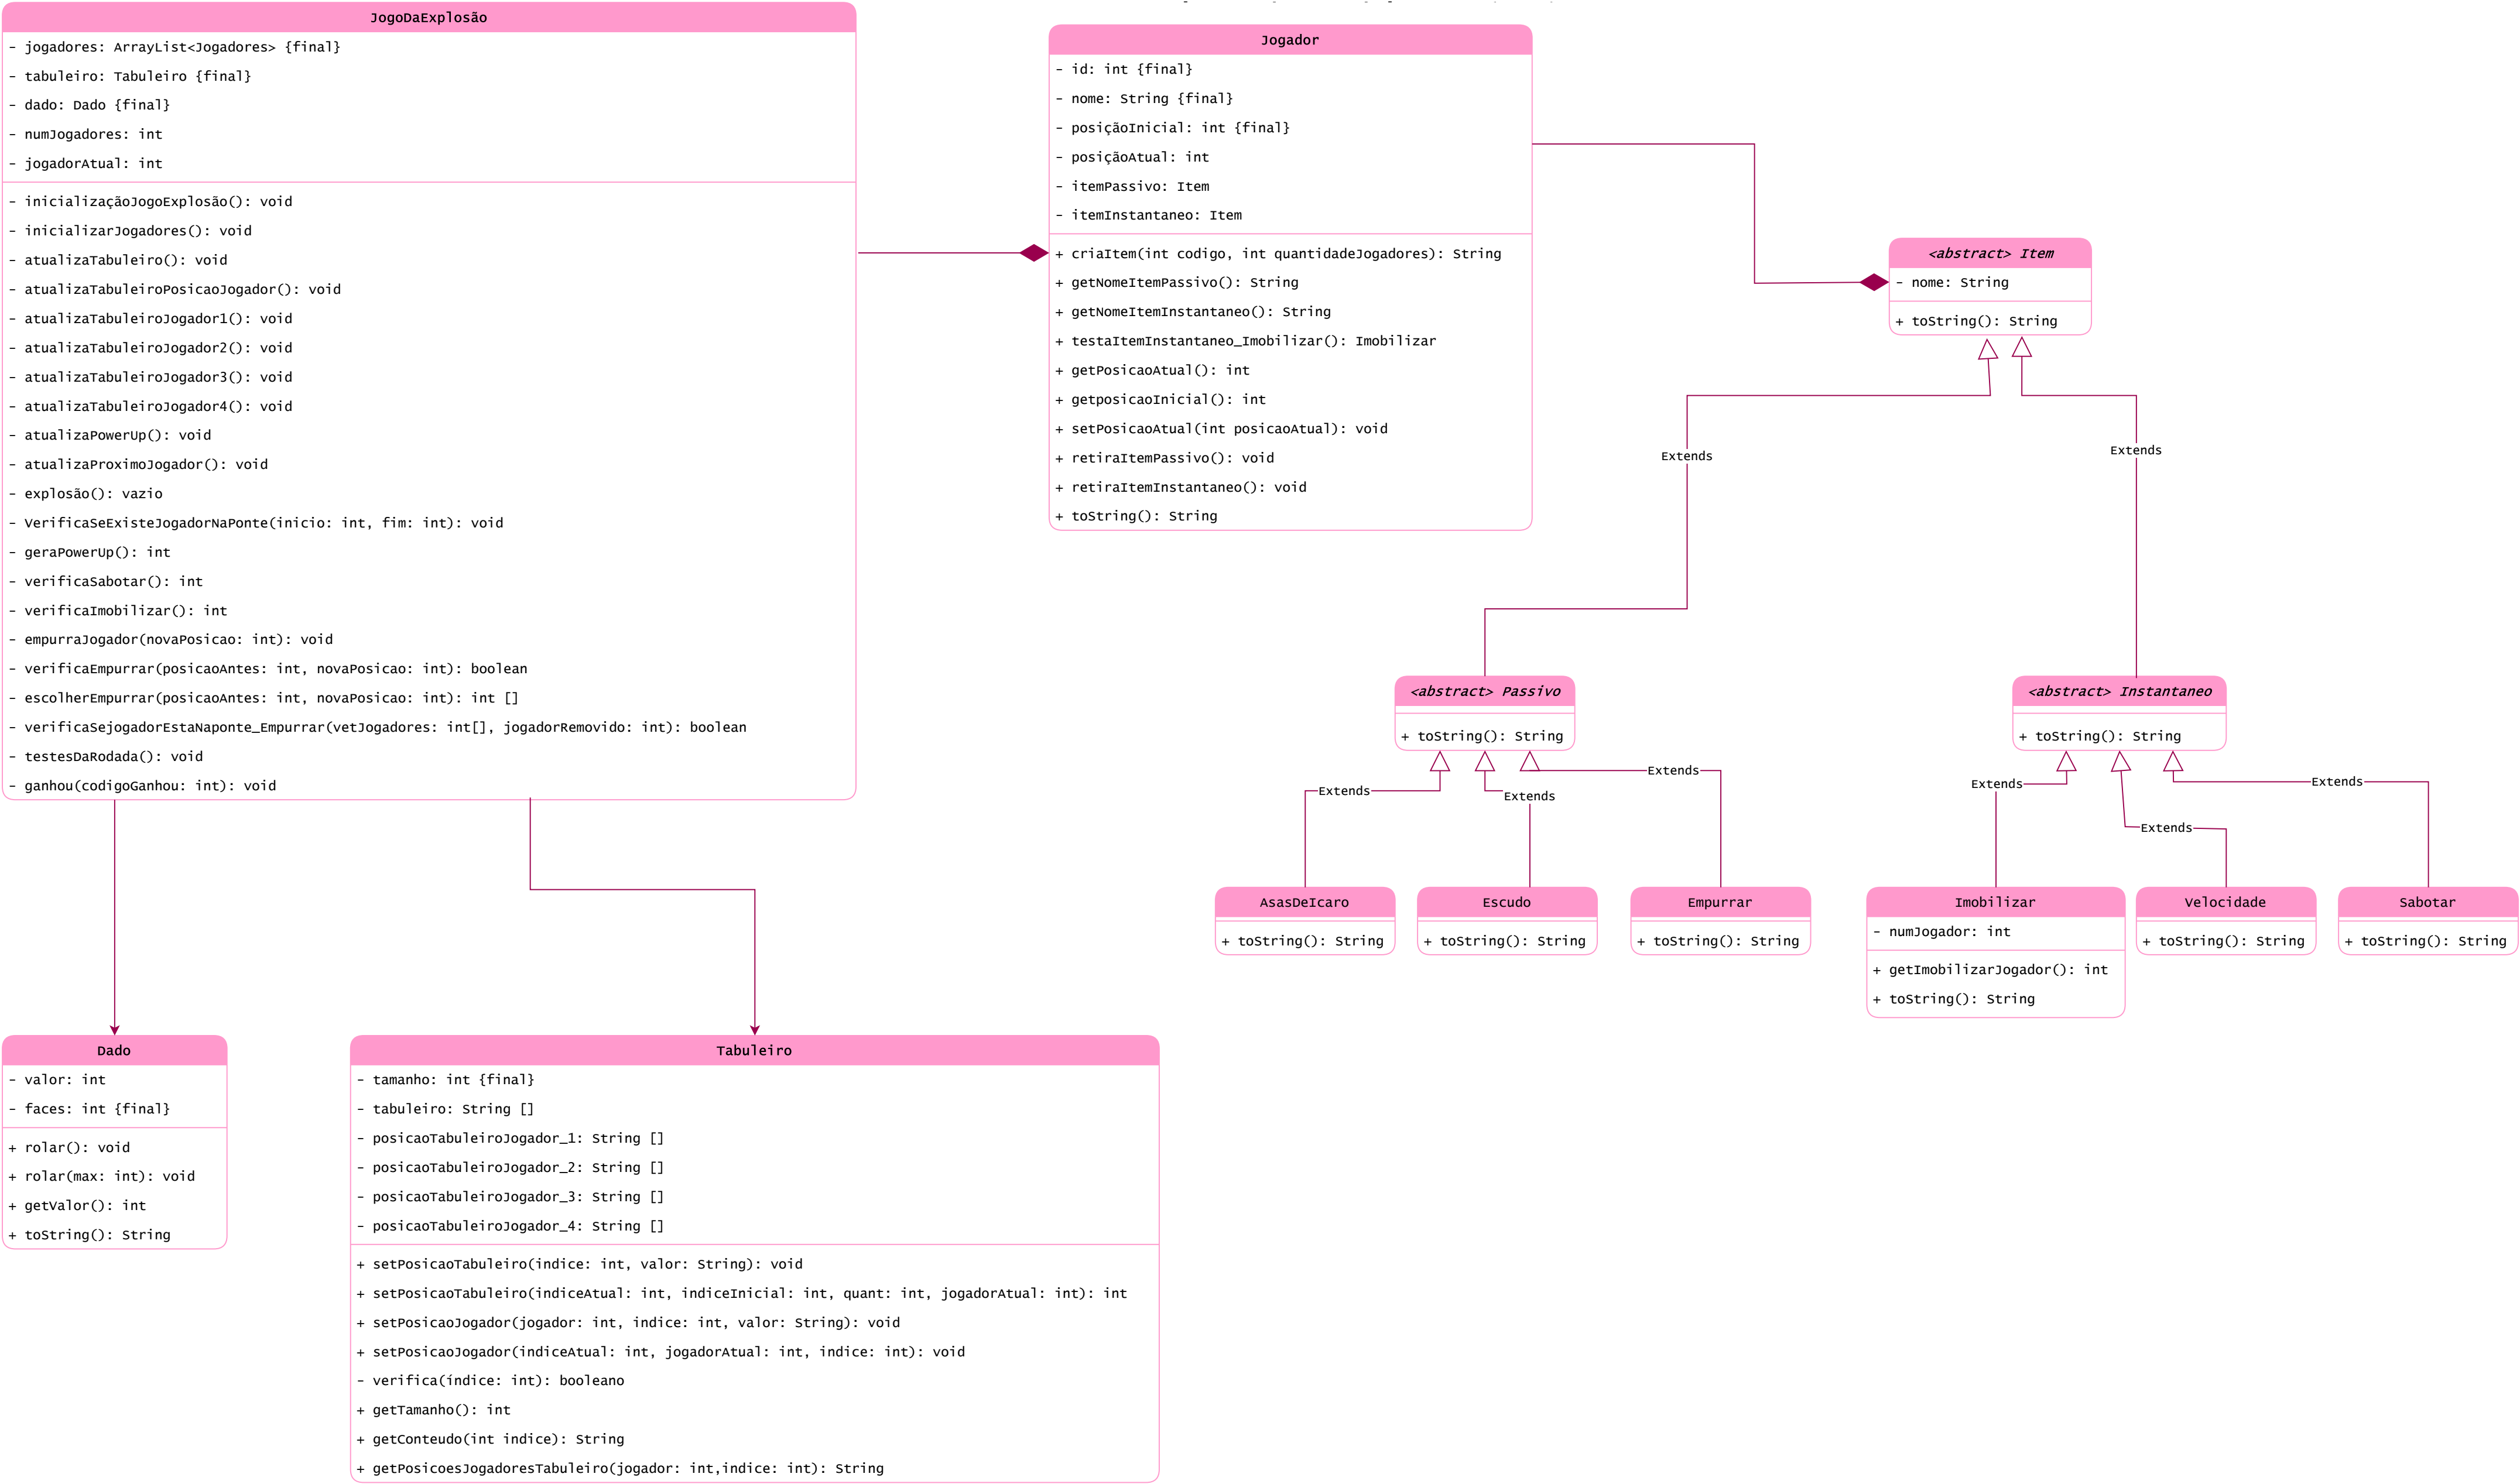 JogoDaExplosão
- jogadores: ArrayList<Jogadores> {final}
- tabuleiro: Tabuleiro {final}
- dado: Dado {final}
- numJogadores: int
- jogadorAtual: int
- inicializaçãoJogoExplosão(): void
- inicializarJogadores(): void
- atualizaTabuleiro(): void
- atualizaTabuleiroPosicaoJogador(): void
- atualizaTabuleiroJogador1(): void
- atualizaTabuleiroJogador2(): void
- atualizaTabuleiroJogador3(): void
- atualizaTabuleiroJogador4(): void
- atualizaPowerUp(): void
- atualizaProximoJogador(): void
- explosão(): vazio
- VerificaSeExisteJogadorNaPonte(inicio: int, fim: int): void
- geraPowerUp(): int
- verificaSabotar(): int
- verificaImobilizar(): int
- empurraJogador(novaPosicao: int): void
- verificaEmpurrar(posicaoAntes: int, novaPosicao: int): boolean
- escolherEmpurrar(posicaoAntes: int, novaPosicao: int): int []
- verificaSejogadorEstaNaponte_Empurrar(vetJogadores: int[], jogadorRemovido: int): boolean
- testesDaRodada(): void
- ganhou(codigoGanhou: int): void
Jogador
- id: int {final}
- nome: String {final}
- posiçãoInicial: int {final}
- posiçãoAtual: int
- itemPassivo: Item
- itemInstantaneo: Item
+ criaItem(int codigo, int quantidadeJogadores): String
+ getNomeItemPassivo(): String
+ getNomeItemInstantaneo(): String
+ testaItemInstantaneo_Imobilizar(): Imobilizar
+ getPosicaoAtual(): int
+ getposicaoInicial(): int
+ setPosicaoAtual(int posicaoAtual): void
+ retiraItemPassivo(): void
+ retiraItemInstantaneo(): void
+ toString(): String
<abstract> Item
- nome: String
+ toString(): String
Extends
Extends
<abstract> Passivo
+ toString(): String
<abstract> Instantaneo
+ toString(): String
Extends
Extends
Extends
Extends
Extends
Extends
AsasDeIcaro
+ toString(): String
Escudo
+ toString(): String
Empurrar
+ toString(): String
Imobilizar
- numJogador: int
+ getImobilizarJogador(): int
+ toString(): String
Velocidade
+ toString(): String
Sabotar
+ toString(): String
Dado
- valor: int
- faces: int {final}
+ rolar(): void
+ rolar(max: int): void
+ getValor(): int
+ toString(): String
Tabuleiro
- tamanho: int {final}
- tabuleiro: String []
- posicaoTabuleiroJogador_1: String []
- posicaoTabuleiroJogador_2: String []
- posicaoTabuleiroJogador_3: String []
- posicaoTabuleiroJogador_4: String []
+ setPosicaoTabuleiro(indice: int, valor: String): void
+ setPosicaoTabuleiro(indiceAtual: int, indiceInicial: int, quant: int, jogadorAtual: int): int
+ setPosicaoJogador(jogador: int, indice: int, valor: String): void
+ setPosicaoJogador(indiceAtual: int, jogadorAtual: int, indice: int): void
- verifica(índice: int): booleano
+ getTamanho(): int
+ getConteudo(int indice): String
+ getPosicoesJogadoresTabuleiro(jogador: int,indice: int): String